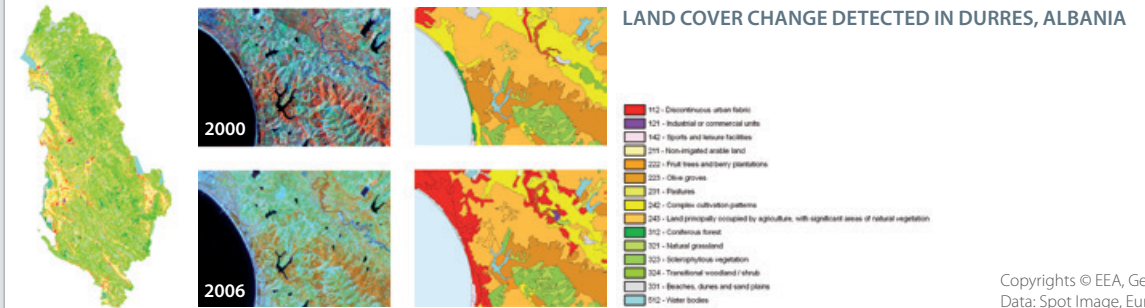 LAND COVER CHANGE DETECTED IN DURRES, ALBANIA
2000
2006
112 - Discontinuous urban fabric
121 - Industrial or commercial units
142 - Sports and leisure facilities
211 - Non-irrigated arable land
222 - Fruit trees and berry plantations
223 - Olive groves
231 - Pastures
242 - Complex cultivation patterns
243 - Land principally occupied by agriculture, with significant areas of natural vegetation
312 - Coniferous forest
321 - Natural grassland
323 - Sclerophyllous vegetation
324 - Transitional woodland / shrub
331 - Beaches, dunes and sand plains
512 - Water bodies
Copyrights © EEA, Ge
Data: Spot Image, Eu